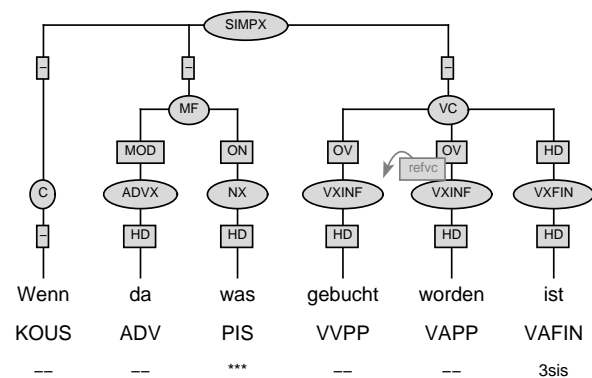 SIMPX
– – –
MF VC
MOD ON OV OV HD
refvc
C ADVX NX VXINF VXINF VXFIN
– HD HD HD HD HD
Wenn da was gebucht worden ist
KOUS ADV PIS VVPP VAPP VAFIN
–– –– *** –– –– 3sis